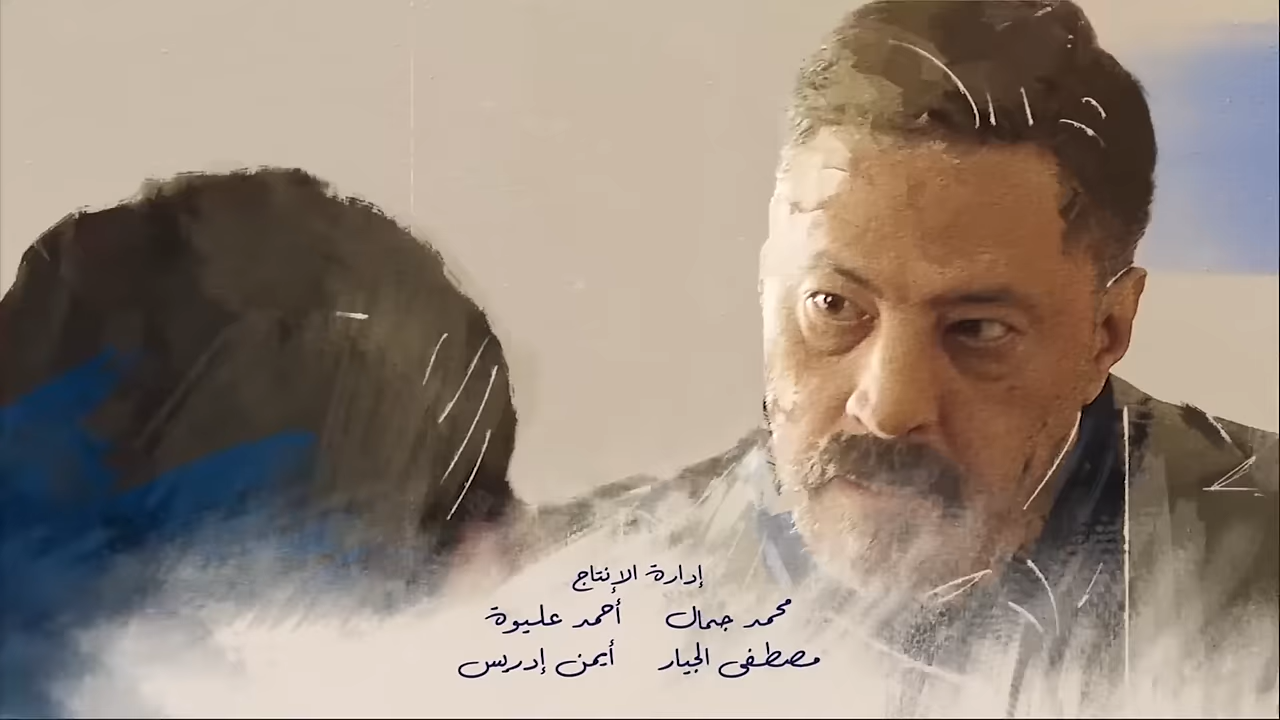 إدارة الإنتاج
محمد جمال أحمد عليوة
مصطفى الجيار أيمن إدريس